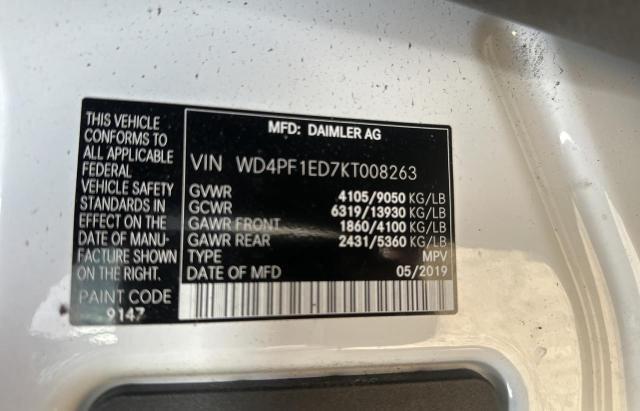 THIS VEHICLE
CONFORMS TO
ALL APPLICABLE
FEDERAL
VEHICLE SAFETY
STANDARDS IN
EFFECT ON THE
DATE OF MANU-
FACTURE SHOWN
ON THE RIGHT.
PAINT CODE
9147
MFD: DAIMLER AG
VIN WD4PF1ED7KT008263
GVWR 4105/9050 KG/LB
GCWR 6319/13930 KG/LB
GAWR FRONT 1860/4100 KG/LB
GAWR REAR 2431/5360 KG/LB
TYPE MPV
DATE OF MFD 05/2019